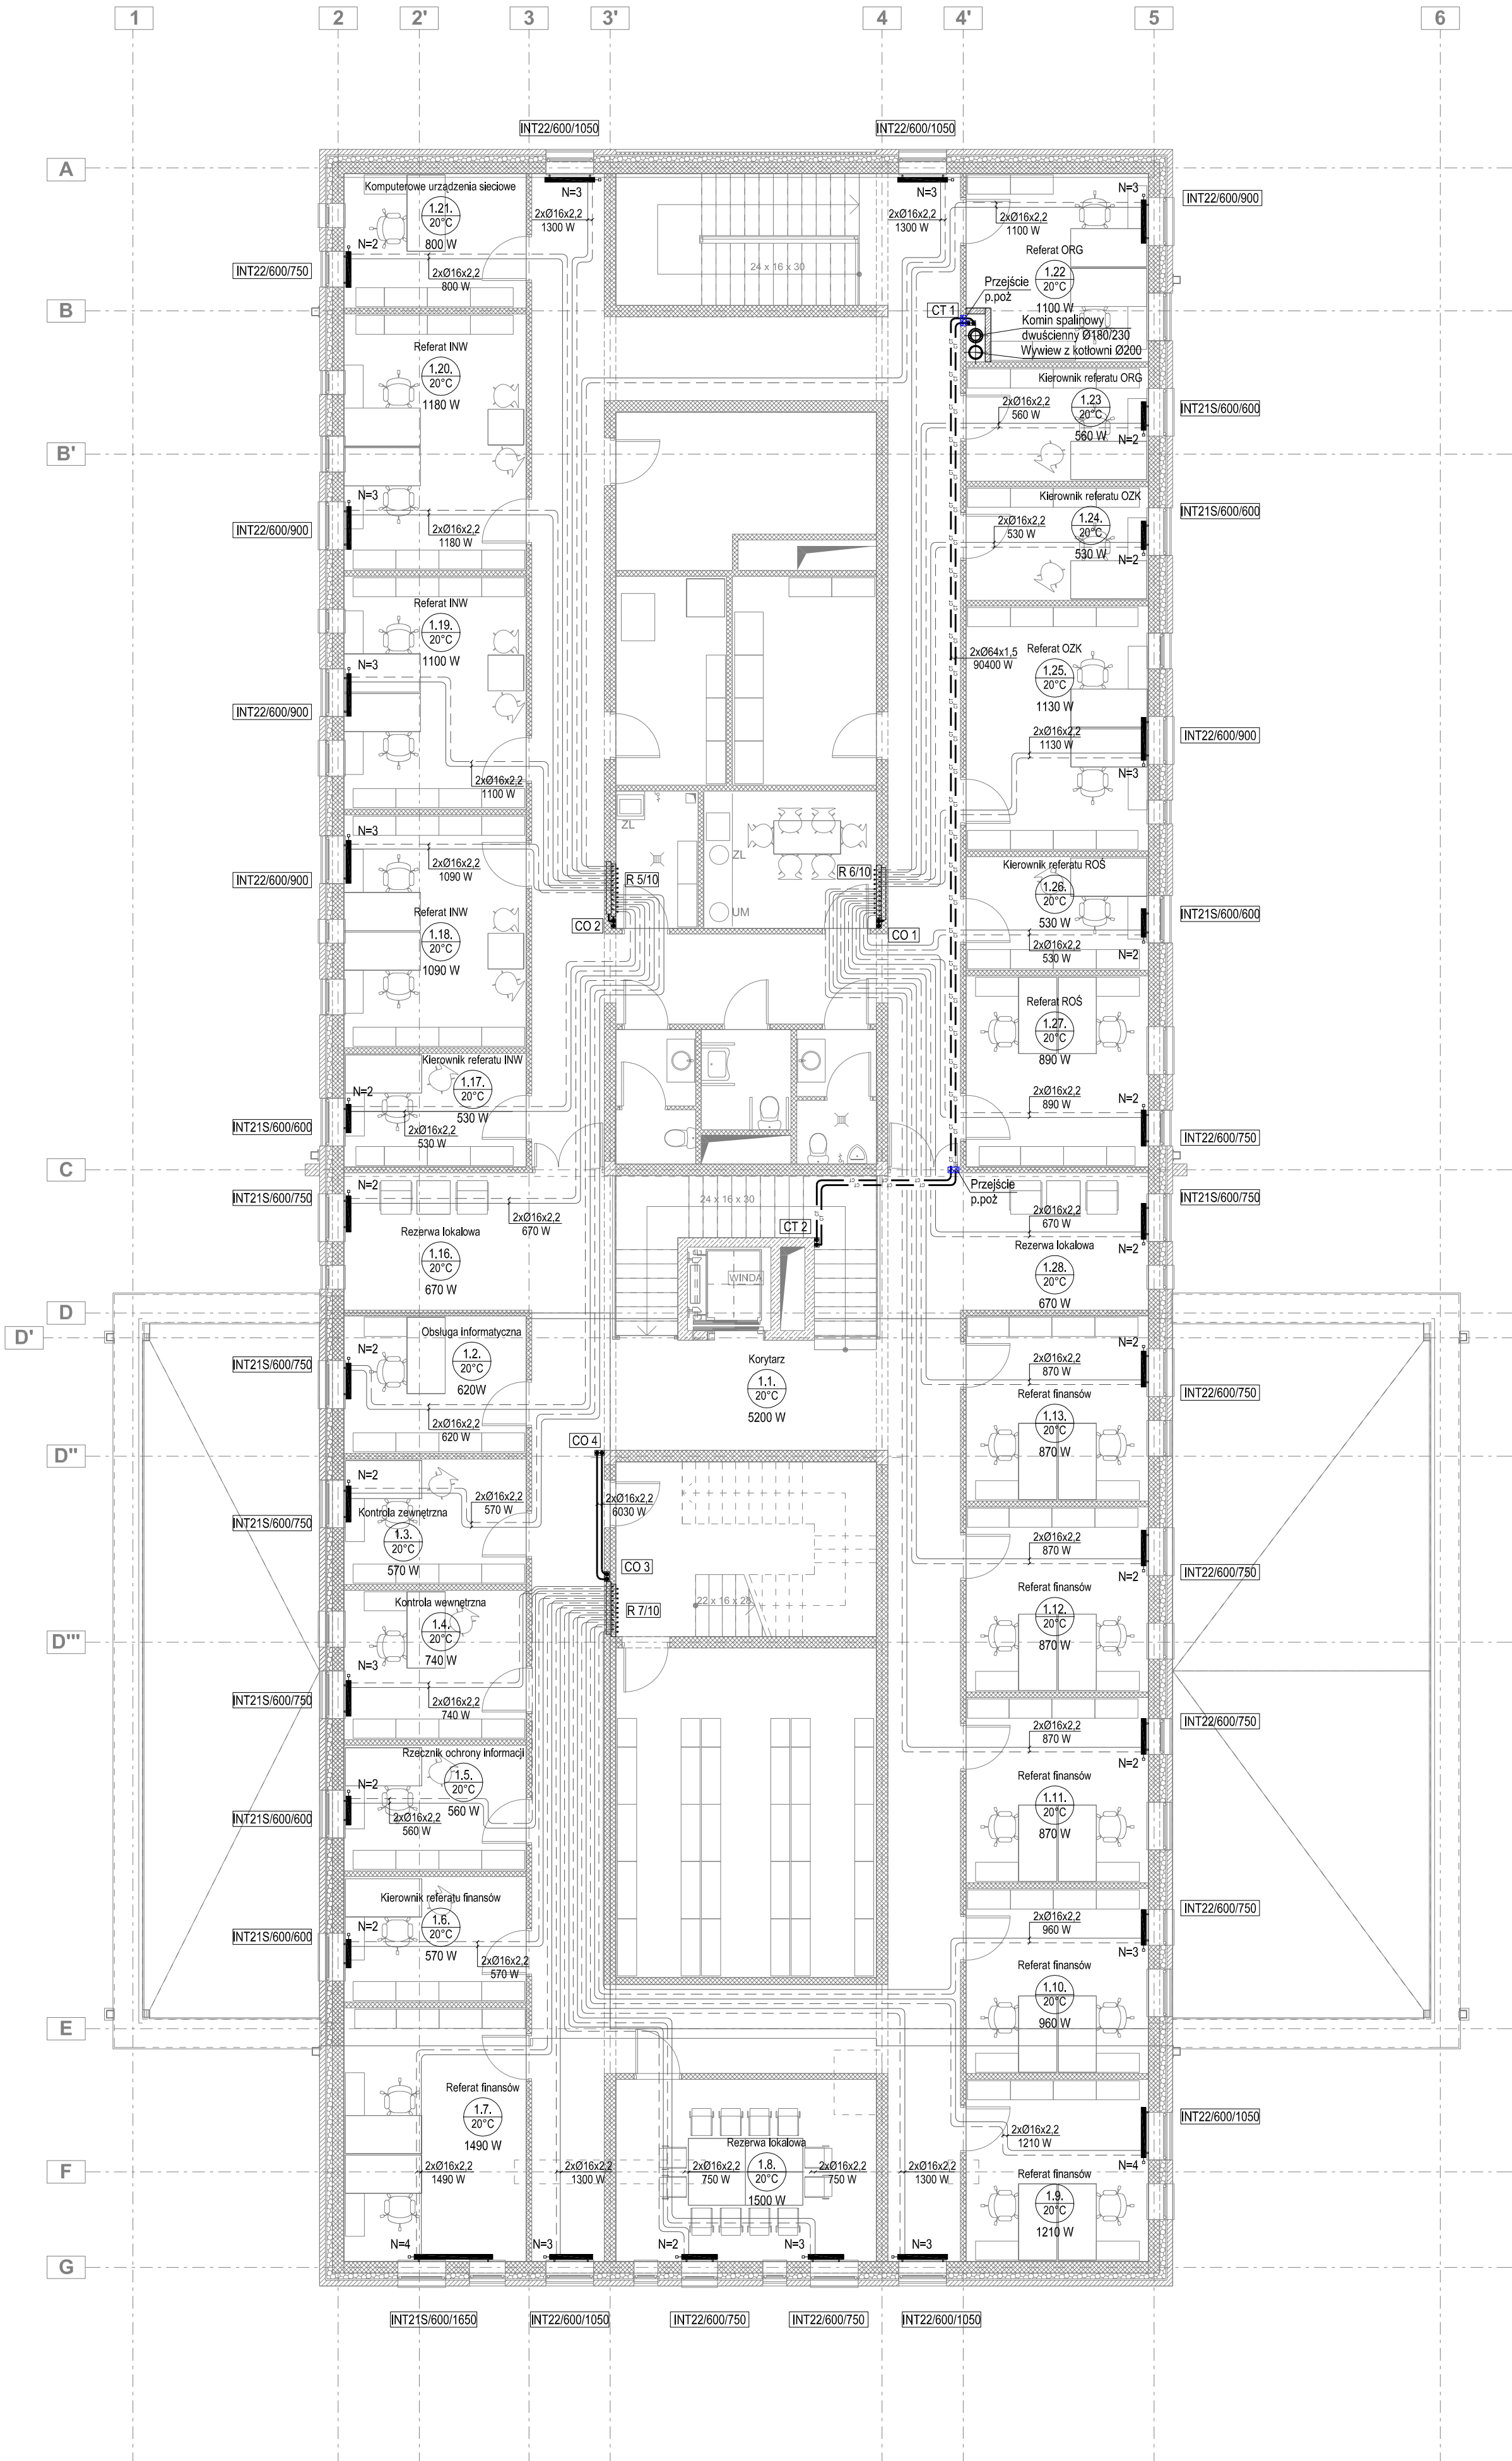 1
2
2'
3
3'
4
4'
5
6
INT22/600/1050
INT22/600/1050
A
N=3
N=3
2xØ16x2,2
1300 W
2xØ16x2,2
1300 W
24 x 16 x 30
Komputerowe urządzenia sieciowe
1.21.
20°C
800 W
N=2
2xØ16x2,2
800 W
INT22/600/750
N=3
INT22/600/900
2xØ16x2,2
1100 W
Referat ORG
1.22
20°C
1100 W
Przejście
p.poż
CT 1
Komin spalinowy
dwuścienny Ø180/230
Wywiew z kotłowni Ø200
B
Referat INW
1.20.
20°C
1180 W
Kierownik referatu ORG
1.23
20°C
560 W
2xØ16x2,2
560 W
N=2
INT21S/600/600
B'
N=3
INT22/600/900
2xØ16x2,2
1180 W
Kierownik referatu OZK
1.24.
20°C
530 W
2xØ16x2,2
530 W
N=2
INT21S/600/600
Referat INW
1.19.
20°C
1100 W
N=3
INT22/600/900
2xØ16x2,2
1100 W
2xØ64x1,5
90400 W
Referat OZK
1.25.
20°C
1130 W
2xØ16x2,2
1130 W
N=3
INT22/600/900
N=3
2xØ16x2,2
1090 W
INT22/600/900
Referat INW
1.18.
20°C
1090 W
ZL
ZL
UM
R 5/10
R 6/10
CO 2
CO 1
Kierownik referatu ROŚ
1.26.
20°C
530 W
2xØ16x2,2
530 W
N=2
INT21S/600/600
Referat ROŚ
1.27.
20°C
890 W
2xØ16x2,2
890 W
N=2
INT22/600/750
Kierownik referatu INW
1.17.
20°C
530 W
N=2
2xØ16x2,2
530 W
INT21S/600/600
C
N=2
INT21S/600/750
2xØ16x2,2
670 W
Rezerwa lokalowa
1.16.
20°C
670 W
24 x 16 x 30
CT 2
WINDA
Przejście
p.poż
INT21S/600/750
2xØ16x2,2
670 W
N=2
Rezerwa lokalowa
1.28.
20°C
670 W
D
D'
Obsługa informatyczna
1.2.
20°C
620W
N=2
INT21S/600/750
2xØ16x2,2
620 W
Korytarz
1.1.
20°C
5200 W
N=2
2xØ16x2,2
870 W
INT22/600/750
Referat finansów
1.13.
20°C
870 W
D''
CO 4
N=2
2xØ16x2,2
570 W
Kontrola zewnętrzna
1.3.
20°C
570 W
INT21S/600/750
2xØ16x2,2
6030 W
CO 3
R 7/10
22 x 16 x 28
2xØ16x2,2
870 W
N=2
INT22/600/750
Referat finansów
1.12.
20°C
870 W
D'''
Kontrola wewnętrzna
1.4.
20°C
740 W
N=3
2xØ16x2,2
740 W
INT21S/600/750
2xØ16x2,2
870 W
N=2
INT22/600/750
Referat finansów
1.11.
20°C
870 W
Rzecznik ochrony informacji
1.5.
20°C
560 W
N=2
2xØ16x2,2
560 W
INT21S/600/600
Kierownik referatu finansów
1.6.
20°C
570 W
N=2
2xØ16x2,2
570 W
INT21S/600/600
2xØ16x2,2
960 W
N=3
INT22/600/750
Referat finansów
1.10.
20°C
960 W
E
Referat finansów
1.7.
20°C
1490 W
Rezerwa lokalowa
1.8.
20°C
1500 W
2xØ16x2,2
1210 W
N=4
INT22/600/1050
F
2xØ16x2,2
1490 W
2xØ16x2,2
1300 W
2xØ16x2,2
750 W
2xØ16x2,2
750 W
2xØ16x2,2
1300 W
Referat finansów
1.9.
20°C
1210 W
G
N=4
N=3
N=2
N=3
N=3
INT21S/600/1650
INT22/600/1050
INT22/600/750
INT22/600/750
INT22/600/1050